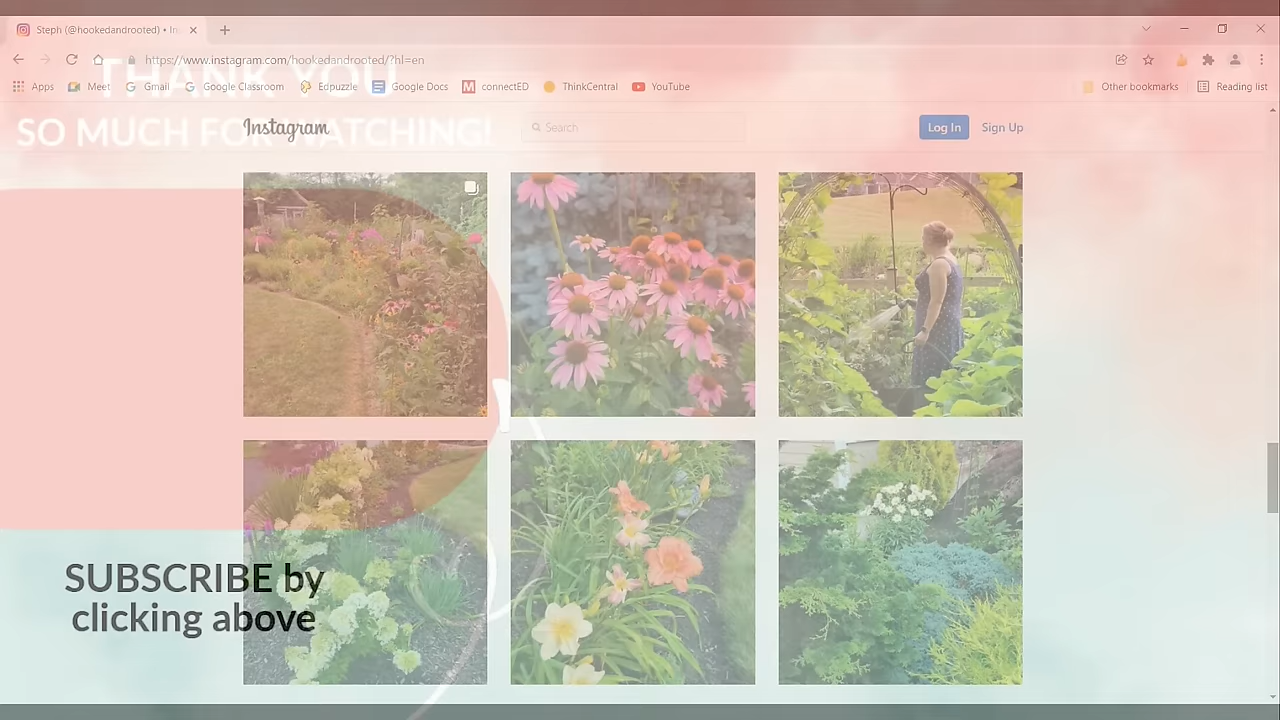 Steph (@hookedandrooted) • In
https://www.instagram.com/hookedandrooted/?hl=en
THANK YOU
Apps Meet Gmail Google Classroom Edpuzzle Google Docs connectED ThinkCentral YouTube Other bookmarks Reading list
SO MUCH FOR WATCHING!
Instagram Search Log In Sign Up
SUBSCRIBE by
clicking above